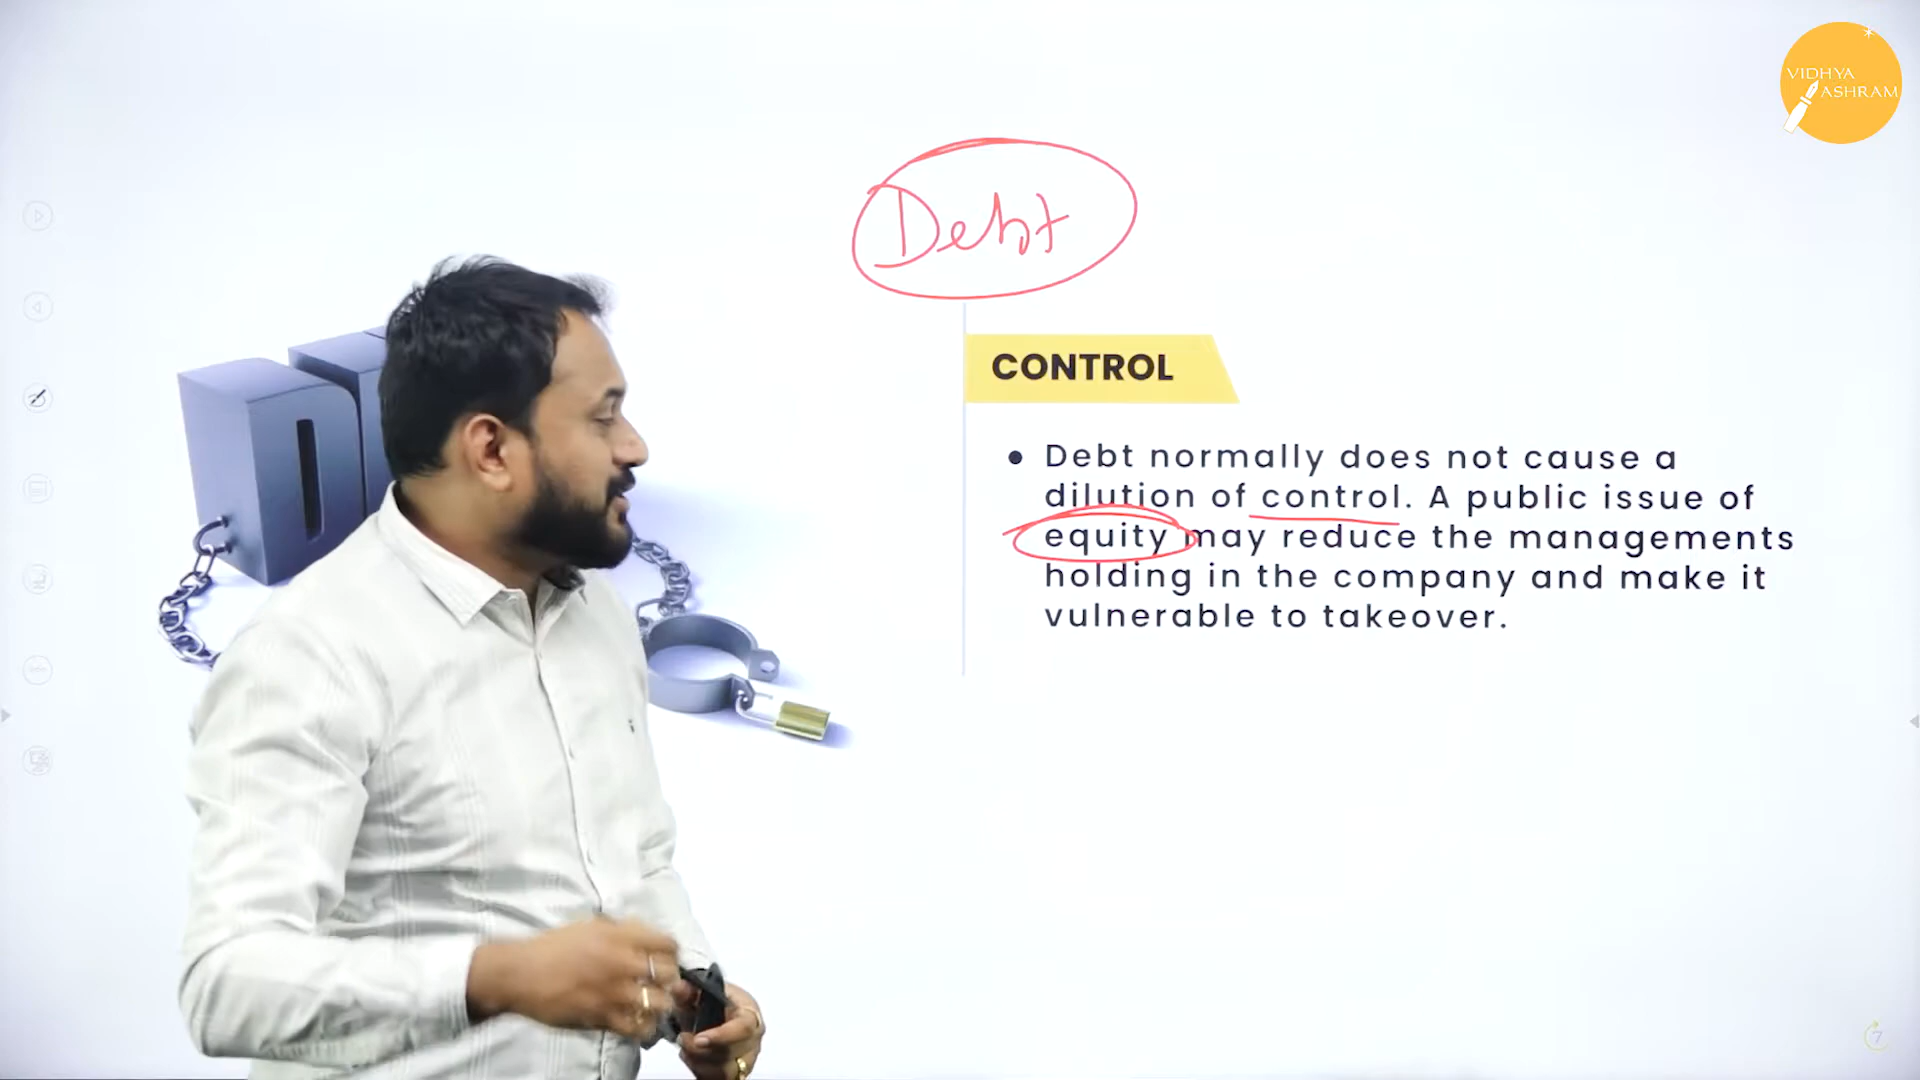 VIDHYA
ASHRAM
Debt
CONTROL
• Debt normally does not cause a
dilution of control. A public issue of
equity may reduce the managements
holding in the company and make it
vulnerable to takeover.
D
7